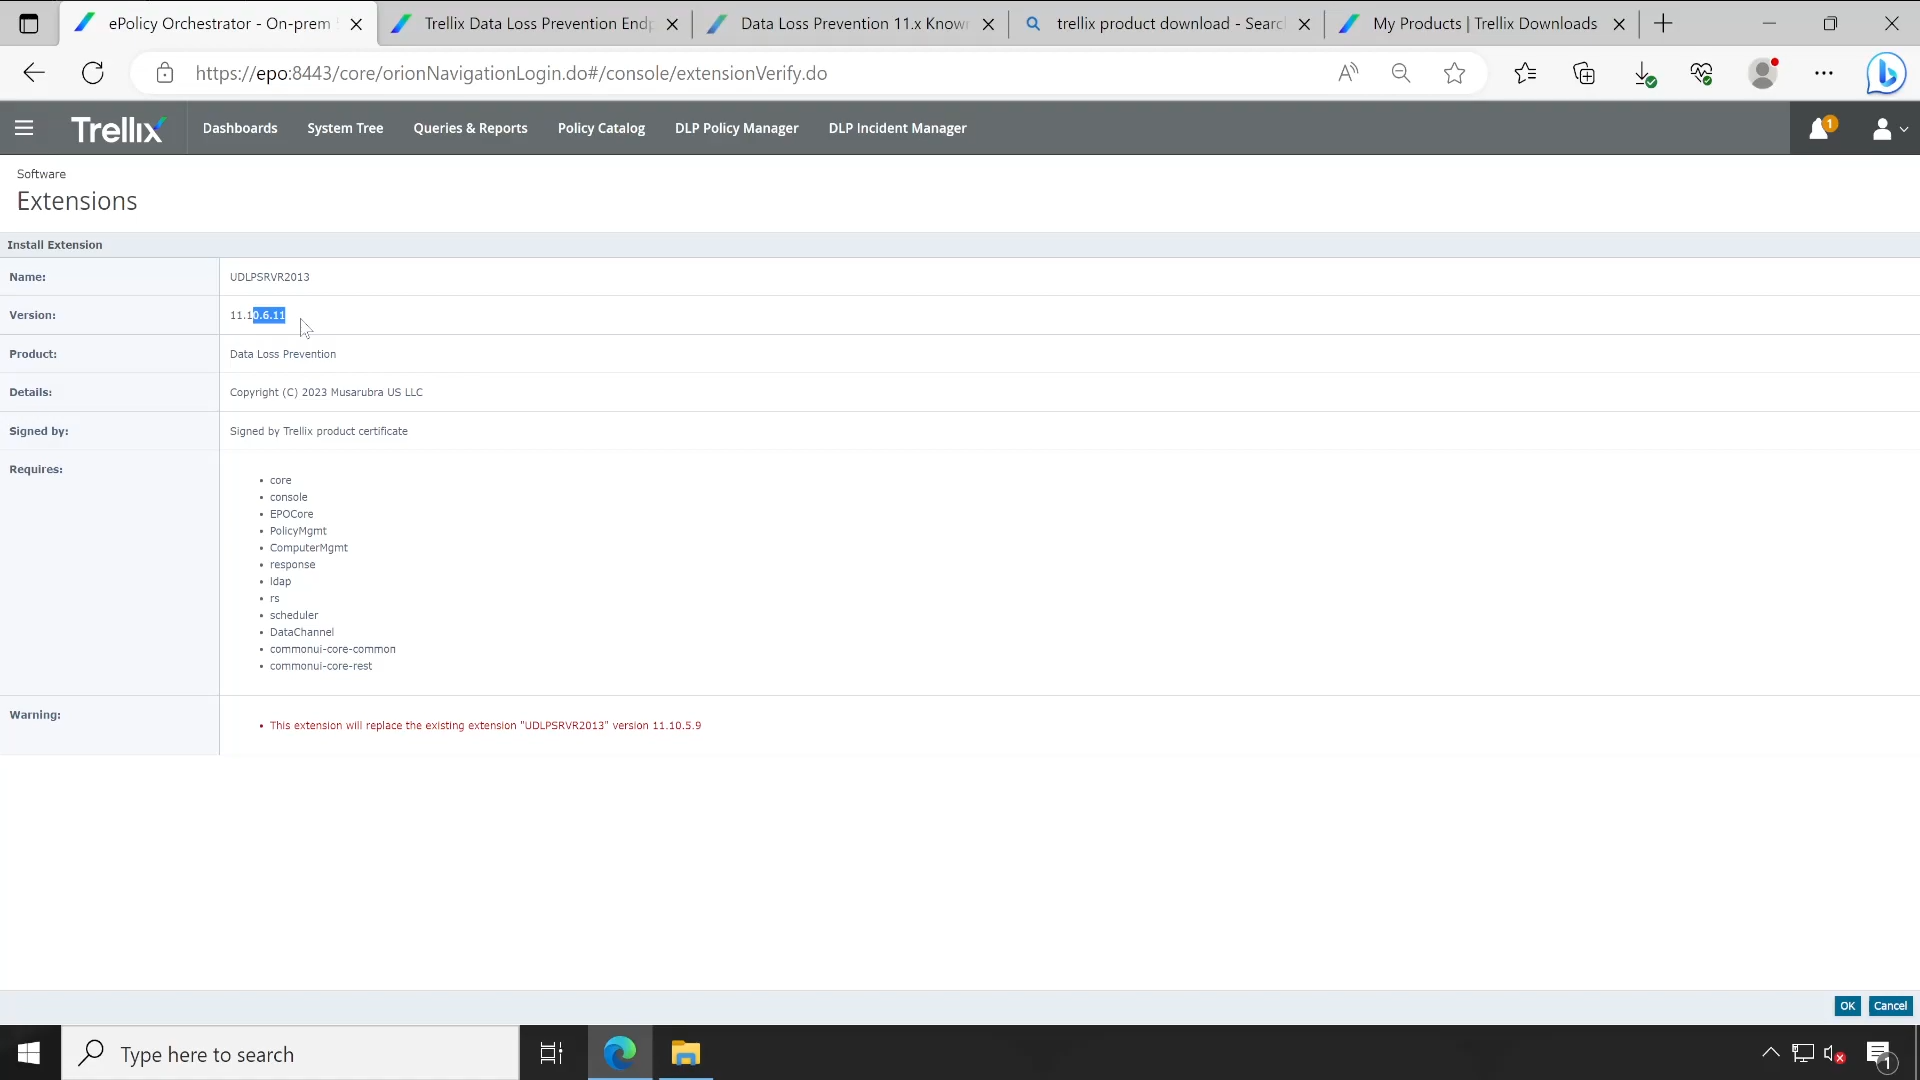 ePolicy Orchestrator - On-prem
Trellix Data Loss Prevention Endp
Data Loss Prevention 11.x Known
trellix product download - Searc
My Products | Trellix Downloads
https://epo:8443/core/orionNavigationLogin.do#/console/extensionVerify.do
Trellix
Dashboards
System Tree
Queries & Reports
Policy Catalog
DLP Policy Manager
DLP Incident Manager
1
Software
Extensions
Install Extension
Name: UDLPSRVR2013
Version: 11.10.6.11
Product: Data Loss Prevention
Details: Copyright (C) 2023 Musarubra US LLC
Signed by: Signed by Trellix product certificate
Requires:
• core
• console
• EPOCore
• PolicyMgmt
• ComputerMgmt
• response
• ldap
• rs
• scheduler
• DataChannel
• commonui-core-common
• commonui-core-rest
Warning: • This extension will replace the existing extension "UDLPSRVR2013" version 11.10.5.9
OK Cancel
Type here to search
1